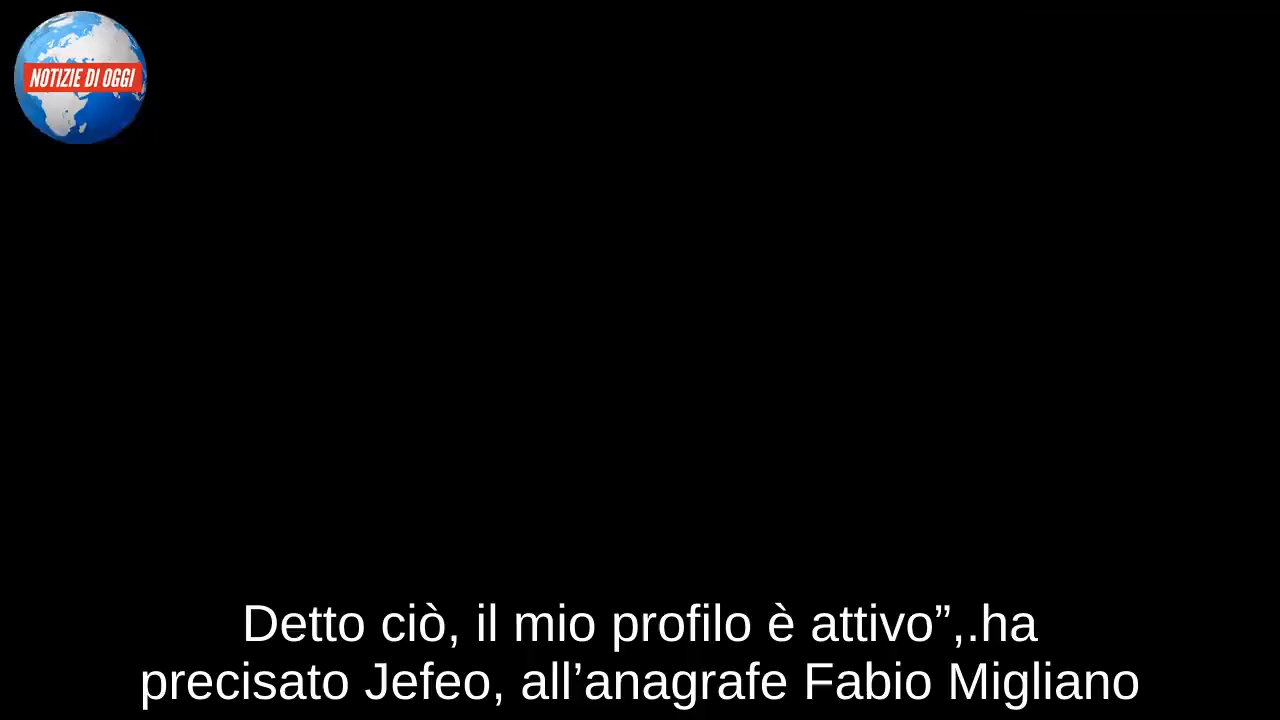 NOTIZIE DI OGGI
Detto ciò, il mio profilo è attivo”,.ha
precisato Jefeo, all’anagrafe Fabio Migliano